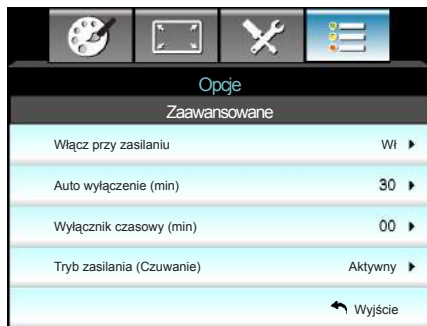 Opcje
Zaawansowane
Włącz przy zasilaniu Wł
Auto wyłączenie (min) 30
Wyłącznik czasowy (min) 00
Tryb zasilania (Czuwanie) Aktywny
Wyjście